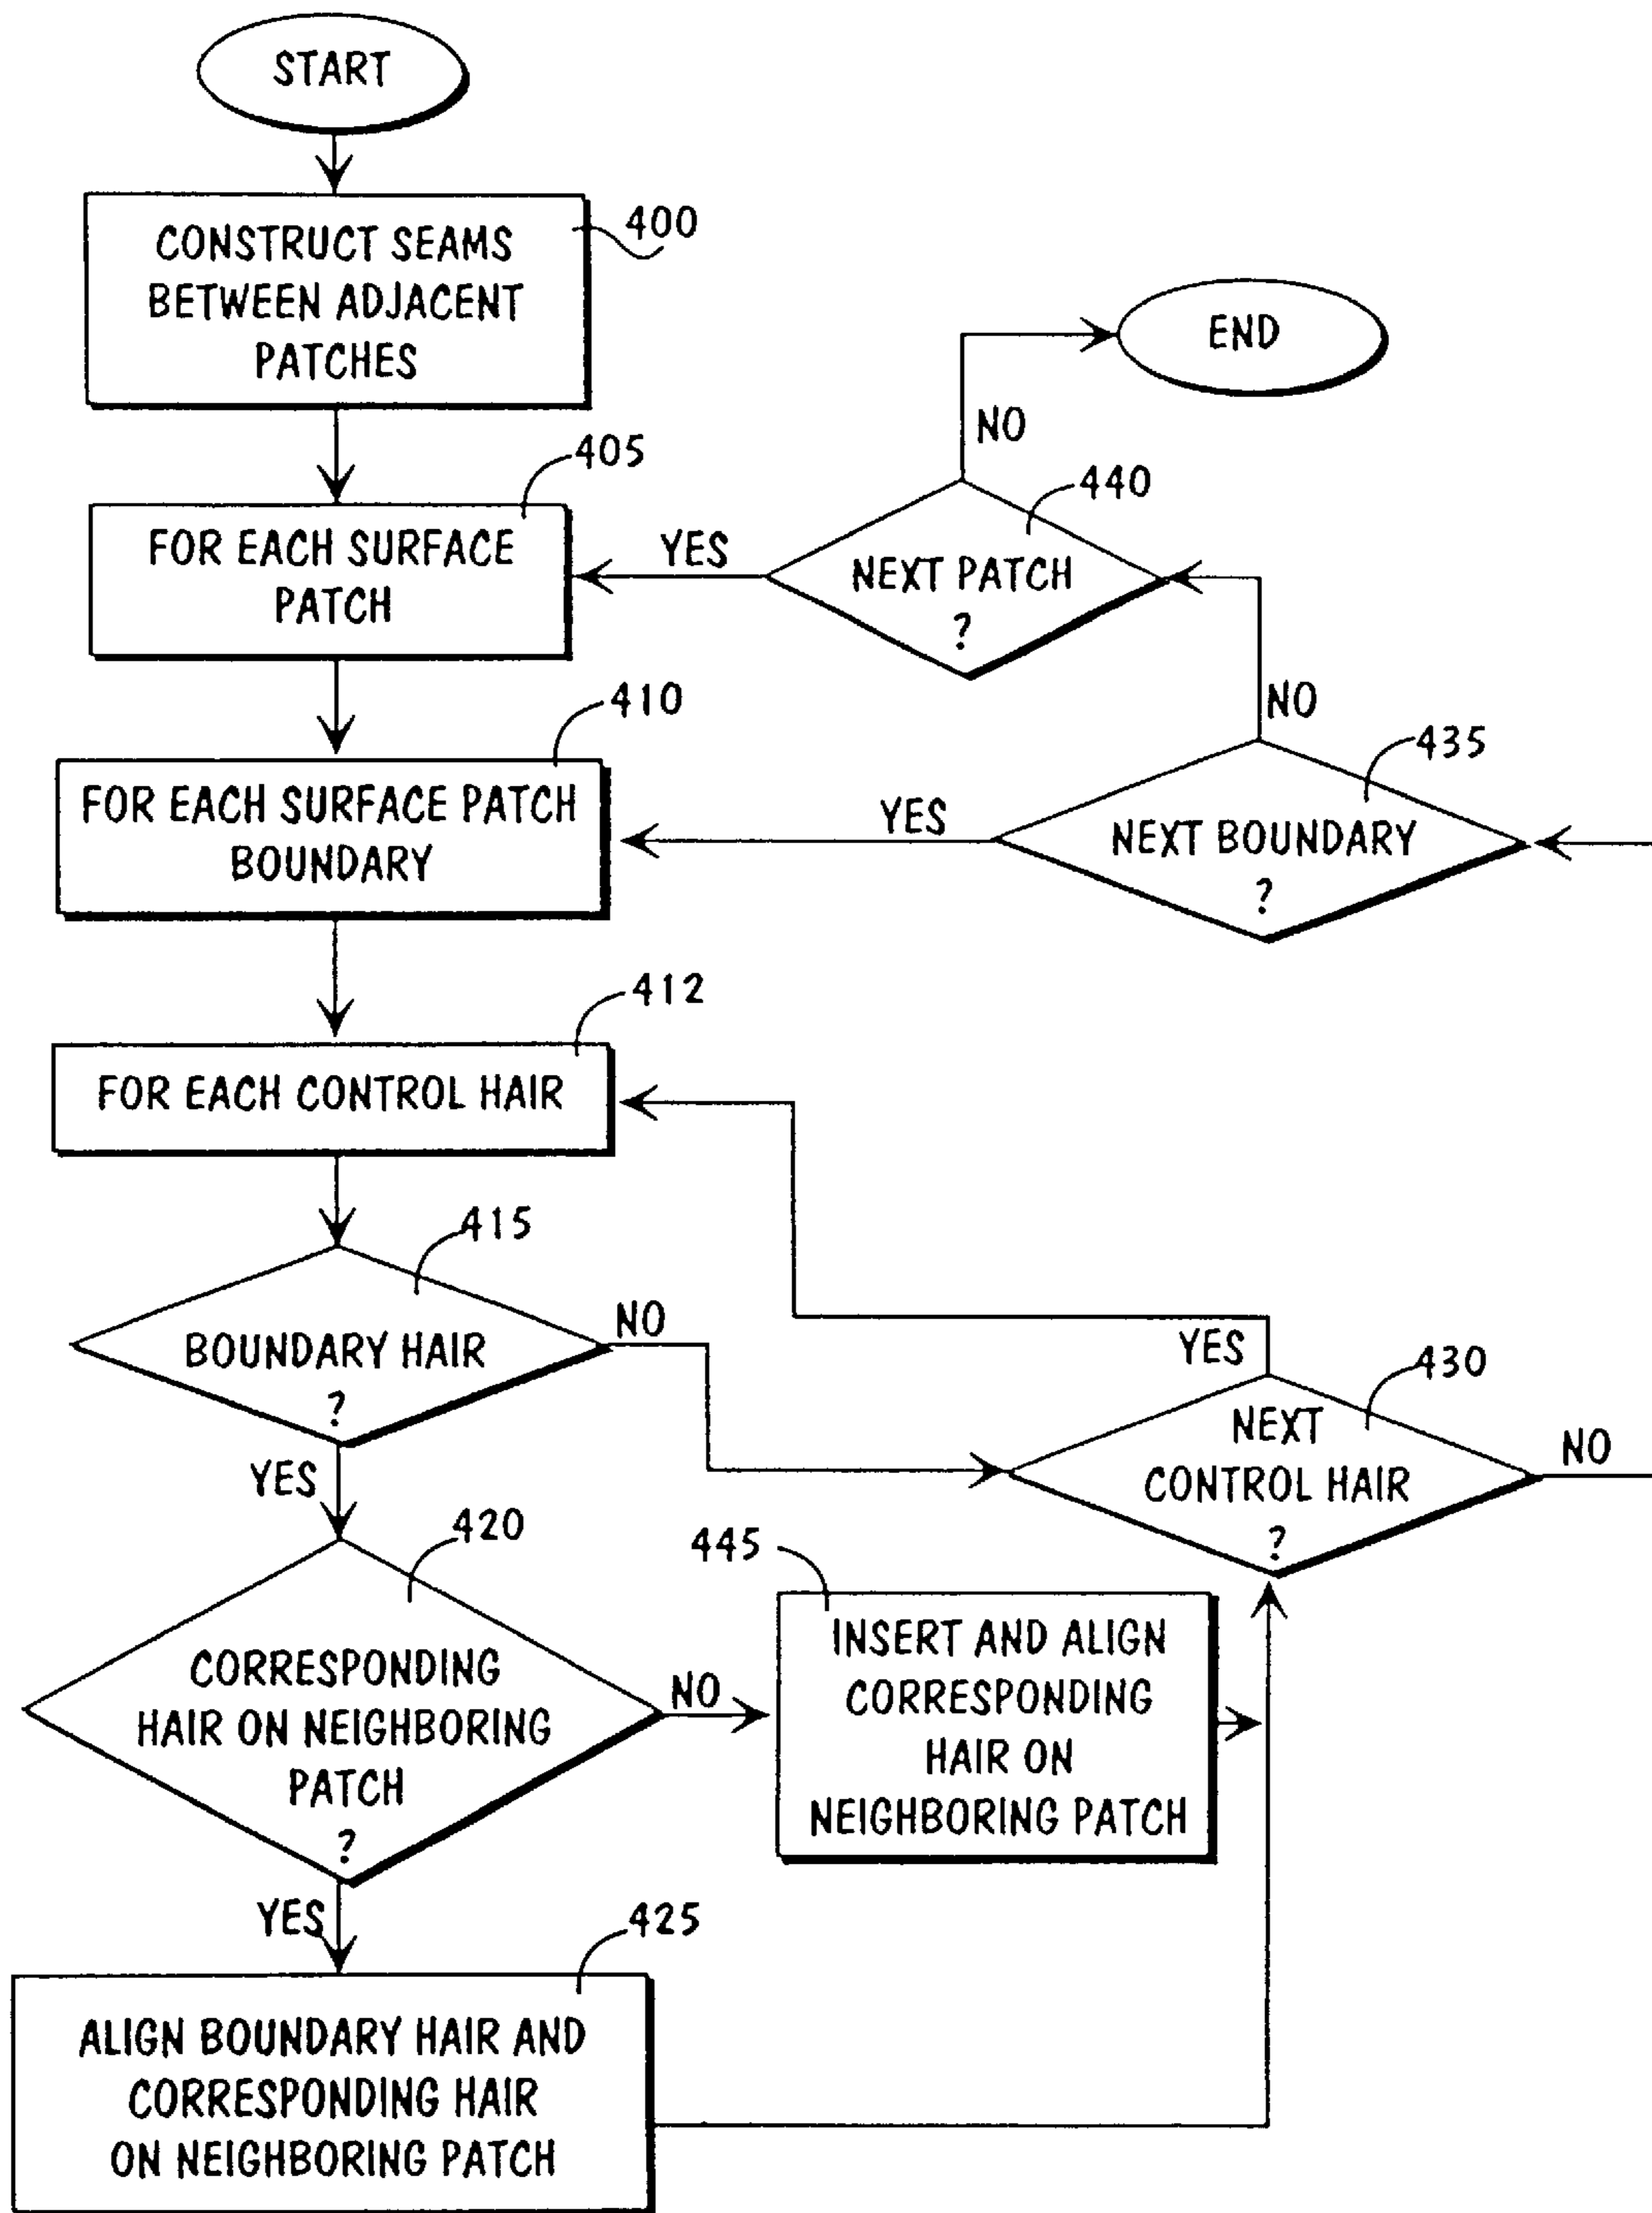 START
CONSTRUCT SEAMS
BETWEEN ADJACENT
PATCHES
400
END
NO
405
FOR EACH SURFACE
PATCH
YES
440
NEXT PATCH
?
410
FOR EACH SURFACE PATCH
BOUNDARY
YES
NO
435
NEXT BOUNDARY
?
412
FOR EACH CONTROL HAIR
415
BOUNDARY HAIR
?
NO
YES
YES
430
NEXT
CONTROL HAIR
?
NO
420
CORRESPONDING
HAIR ON NEIGHBORING
PATCH
?
NO
445
INSERT AND ALIGN
CORRESPONDING
HAIR ON
NEIGHBORING PATCH
YES
425
ALIGN BOUNDARY HAIR AND
CORRESPONDING HAIR
ON NEIGHBORING PATCH